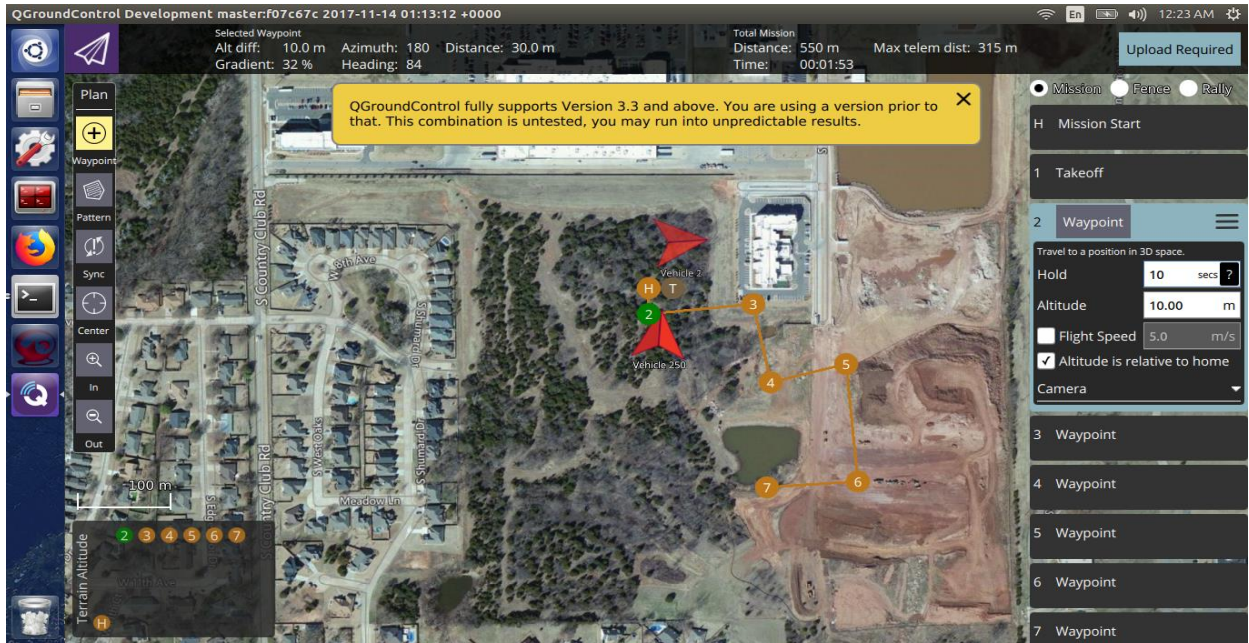 QGroundControl Development master:f07c67c 2017-11-14 01:13:12 +0000
En
12:23 AM
Selected Waypoint
Alt diff: 10.0 m Azimuth: 180 Distance: 30.0 m
Gradient: 32 % Heading: 84
Total Mission
Distance: 550 m Max telem dist: 315 m
Time: 00:01:53
Upload Required
Plan
Waypoint
Pattern
Sync
Center
In
Out
QGroundControl fully supports Version 3.3 and above. You are using a version prior to
that. This combination is untested, you may run into unpredictable results.
Mission Fence Rally
H Mission Start
1 Takeoff
2 Waypoint
Travel to a position in 3D space.
Hold 10 secs ?
Altitude 10.00 m
Flight Speed 5.0 m/s
Altitude is relative to home
Camera
3 Waypoint
4 Waypoint
5 Waypoint
6 Waypoint
7 Waypoint
S Country Club Rd
S Shumard Dr
S West Oaks
S Shumard Dr
Meadow Ln
Vehicle 2
H T
2
3
Vehicle 250
4
5
6
7
100 m
Terrain Altitude
2 3 4 5 6 7
H